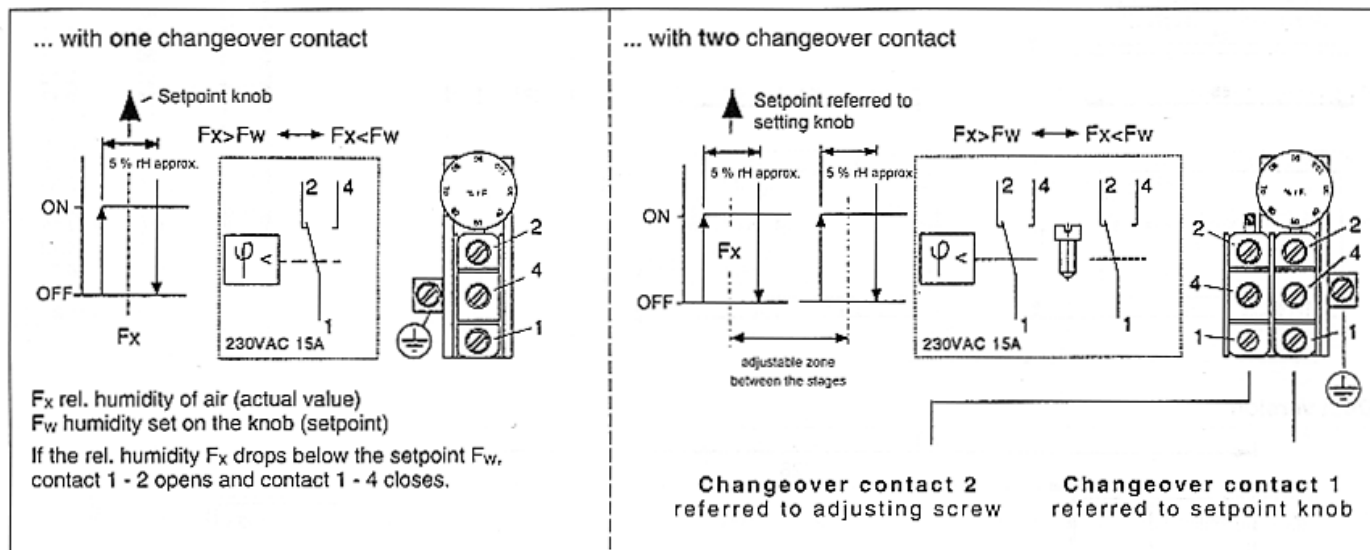 ... with one changeover contact
Setpoint knob
Fx>Fw Fx<Fw
5 % rH approx.
2 4
ON
φ <
OFF
1
Fx
230VAC 15A
% r.F.
2
4
1
Fx rel. humidity of air (actual value)
Fw humidity set on the knob (setpoint)
If the rel. humidity Fx drops below the setpoint Fw,
contact 1 - 2 opens and contact 1 - 4 closes.
... with two changeover contact
Setpoint referred to
setting knob
Fx>Fw Fx<Fw
5 % rH approx. 5 % rH approx.
2 4 2 4
ON
Fx
φ <
OFF
1 1
230VAC 15A
adjustable zone
between the stages
% r.F.
2 2
4 4
1 1
Changeover contact 2
referred to adjusting screw
Changeover contact 1
referred to setpoint knob